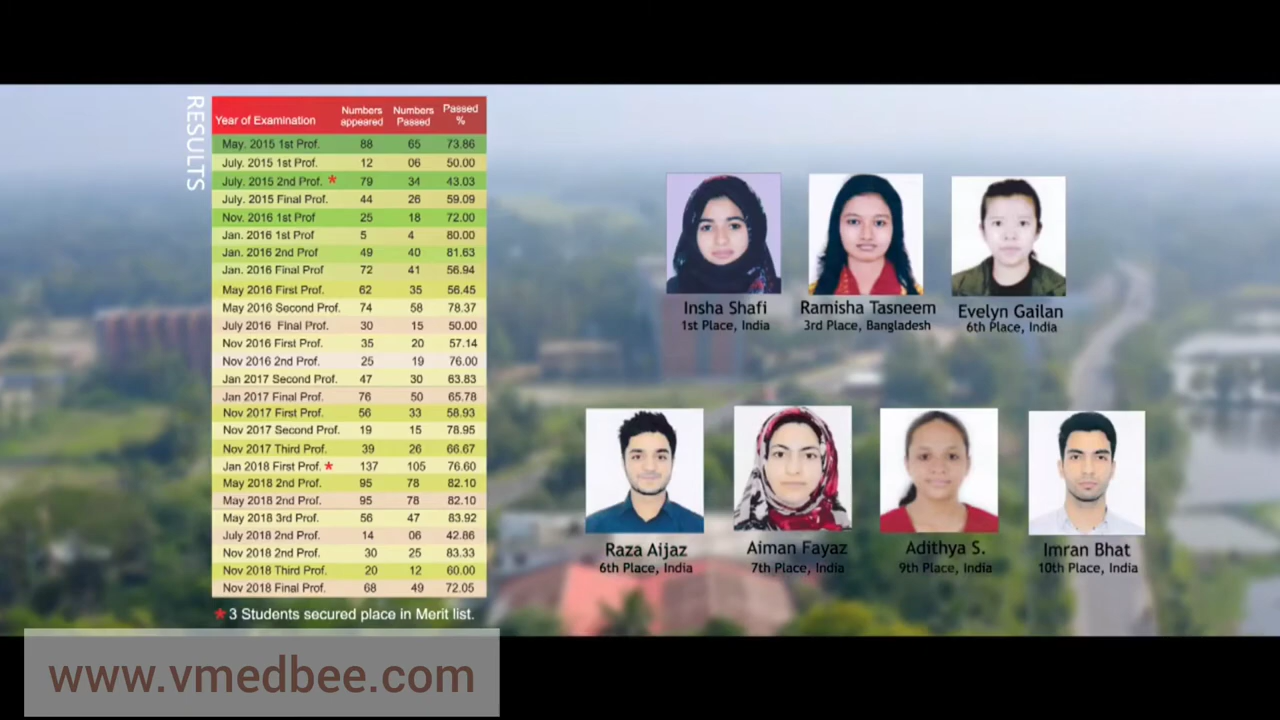 RESULTS
Year of Examination Numbers appeared Numbers Passed Passed %
May. 2015 1st Prof. 88 65 73.86
July. 2015 1st Prof. 12 06 50.00
July. 2015 2nd Prof. * 79 34 43.03
July. 2015 Final Prof. 44 26 59.09
Nov. 2016 1st Prof 25 18 72.00
Jan. 2016 1st Prof 5 4 80.00
Jan. 2016 2nd Prof 49 40 81.63
Jan. 2016 Final Prof 72 41 56.94
May 2016 First Prof. 62 35 56.45
May 2016 Second Prof. 74 58 78.37
July 2016 FInal Prof. 30 15 50.00
Nov 2016 First Prof. 35 20 57.14
Nov 2016 2nd Prof. 25 19 76.00
Jan 2017 Second Prof. 47 30 63.83
Jan 2017 Final Prof. 76 50 65.78
Nov 2017 First Prof. 56 33 58.93
Nov 2017 Second Prof. 19 15 78.95
Nov 2017 Third Prof. 39 26 66.67
Jan 2018 First Prof. * 137 105 76.60
May 2018 2nd Prof. 95 78 82.10
May 2018 2nd Prof. 95 78 82.10
May 2018 3rd Prof. 56 47 83.92
July 2018 2nd Prof. 14 06 42.86
Nov 2018 2nd Prof. 30 25 83.33
Nov 2018 Third Prof. 20 12 60.00
Nov 2018 Final Prof. 68 49 72.05
* 3 Students secured place in Merit list.
Insha Shafi
1st Place, India
Ramisha Tasneem
3rd Place, Bangladesh
Evelyn Gailan
6th Place, India
Raza Aijaz
6th Place, India
Aiman Fayaz
7th Place, India
Adithya S.
9th Place, India
Imran Bhat
10th Place, India
www.vmedbee.com